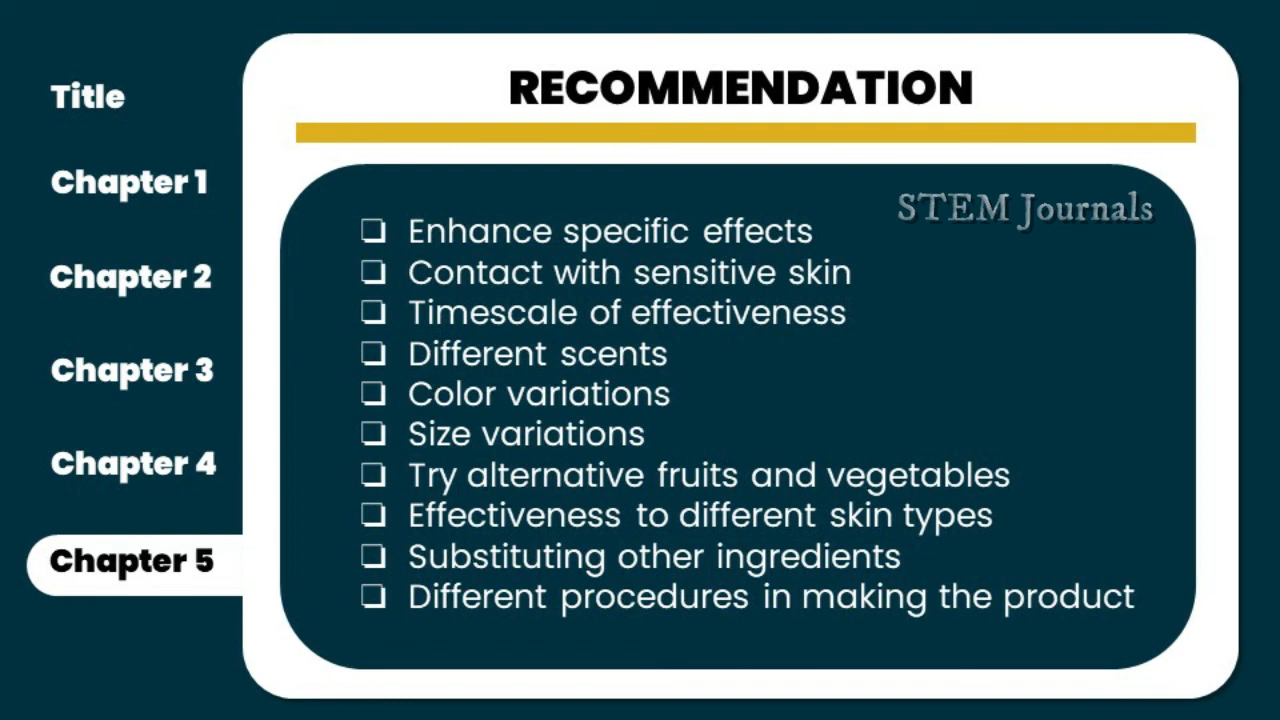 Title
Chapter 1
Chapter 2
Chapter 3
Chapter 4
Chapter 5
RECOMMENDATION
STEM Journals
❏ Enhance specific effects
❏ Contact with sensitive skin
❏ Timescale of effectiveness
❏ Different scents
❏ Color variations
❏ Size variations
❏ Try alternative fruits and vegetables
❏ Effectiveness to different skin types
❏ Substituting other ingredients
❏ Different procedures in making the product